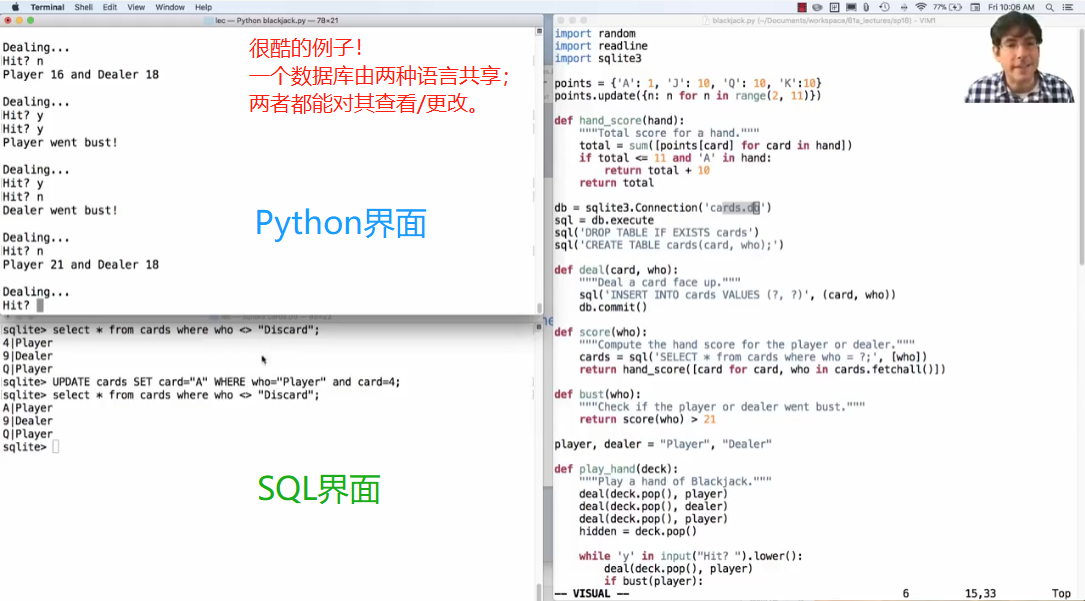 Terminal Shell Edit View Window Help
77% Fri 10:06 AM
lec — Python blackjack.py — 78×21
Dealing...
Hit? n
Player 16 and Dealer 18
Dealing...
Hit? y
Hit? y
Player went bust!
Dealing...
Hit? y
Hit? n
Dealer went bust!
Dealing...
Hit? n
Player 21 and Dealer 18
Dealing...
Hit?
很酷的例子！
一个数据库由两种语言共享；
两者都能对其查看/更改。
Python界面
sqlite> select * from cards where who <> "Discard";
4|Player
9|Dealer
Q|Player
sqlite> UPDATE cards SET card="A" WHERE who="Player" and card=4;
sqlite> select * from cards where who <> "Discard";
A|Player
9|Dealer
Q|Player
sqlite>
SQL界面
blackjack.py (~/Documents/workspace/61a_lectures/sp16) - VIM1
import random
import readline
import sqlite3
points = {'A': 1, 'J': 10, 'Q': 10, 'K':10}
points.update({n: n for n in range(2, 11)})
def hand_score(hand):
"""Total score for a hand."""
total = sum([points[card] for card in hand])
if total <= 11 and 'A' in hand:
return total + 10
return total
db = sqlite3.Connection('cards.db')
sql = db.execute
sql('DROP TABLE IF EXISTS cards')
sql('CREATE TABLE cards(card, who);')
def deal(card, who):
"""Deal a card face up."""
sql('INSERT INTO cards VALUES (?, ?)', (card, who))
db.commit()
def score(who):
"""Compute the hand score for the player or dealer."""
cards = sql('SELECT * from cards where who = ?;', [who])
return hand_score([card for card, who in cards.fetchall()])
def bust(who):
"""Check if the player or dealer went bust."""
return score(who) > 21
player, dealer = "Player", "Dealer"
def play_hand(deck):
"""Play a hand of Blackjack."""
deal(deck.pop(), player)
deal(deck.pop(), dealer)
deal(deck.pop(), player)
hidden = deck.pop()
while 'y' in input("Hit? ").lower():
deal(deck.pop(), player)
if bust(player):
-- VISUAL -- 6 15,33 Top